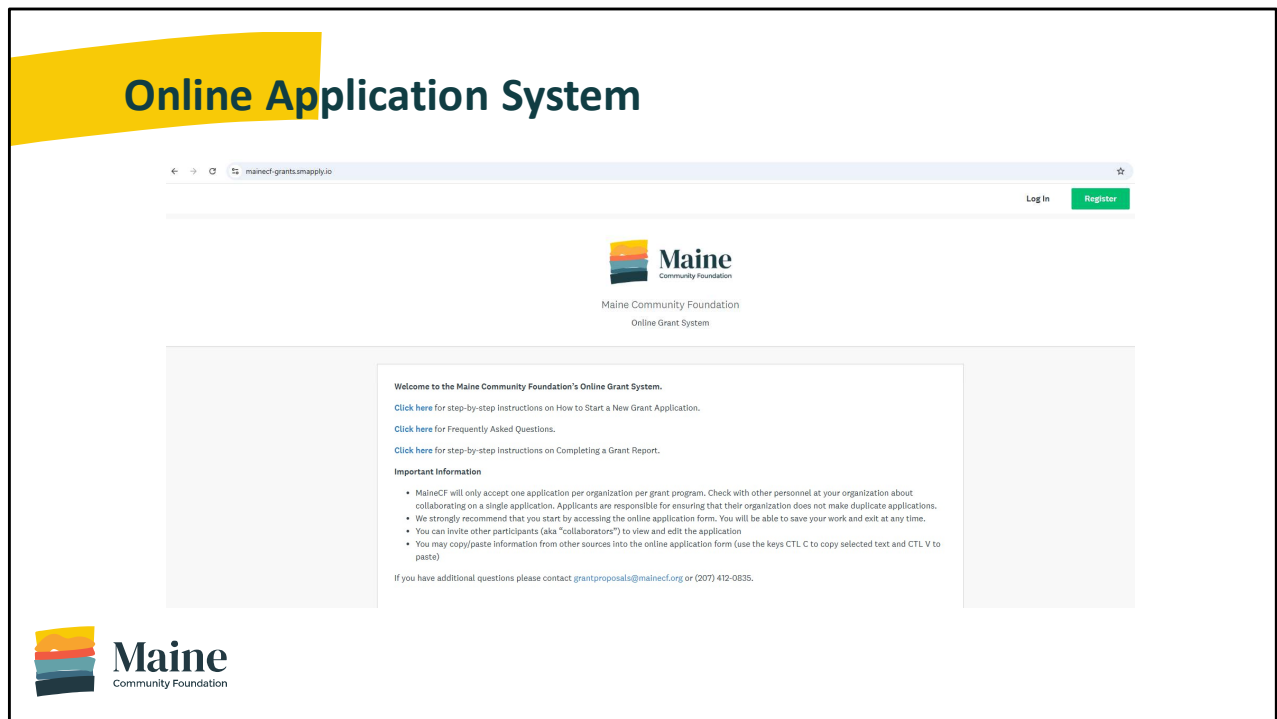 Online Application System
mainecf-grants.smapply.io
Log In
Register
Maine
Community Foundation
Maine Community Foundation
Online Grant System
Welcome to the Maine Community Foundation's Online Grant System.
Click here for step-by-step instructions on How to Start a New Grant Application.
Click here for Frequently Asked Questions.
Click here for step-by-step instructions on Completing a Grant Report.
Important Information
• MaineCF will only accept one application per organization per grant program. Check with other personnel at your organization about
collaborating on a single application. Applicants are responsible for ensuring that their organization does not make duplicate applications.
• We strongly recommend that you start by accessing the online application form. You will be able to save your work and exit at any time.
• You can invite other participants (aka "collaborators") to view and edit the application
• You may copy/paste information from other sources into the online application form (use the keys CTL C to copy selected text and CTL V to
paste)
If you have additional questions please contact grantproposals@mainecf.org or (207) 412-0835.
Maine
Community Foundation